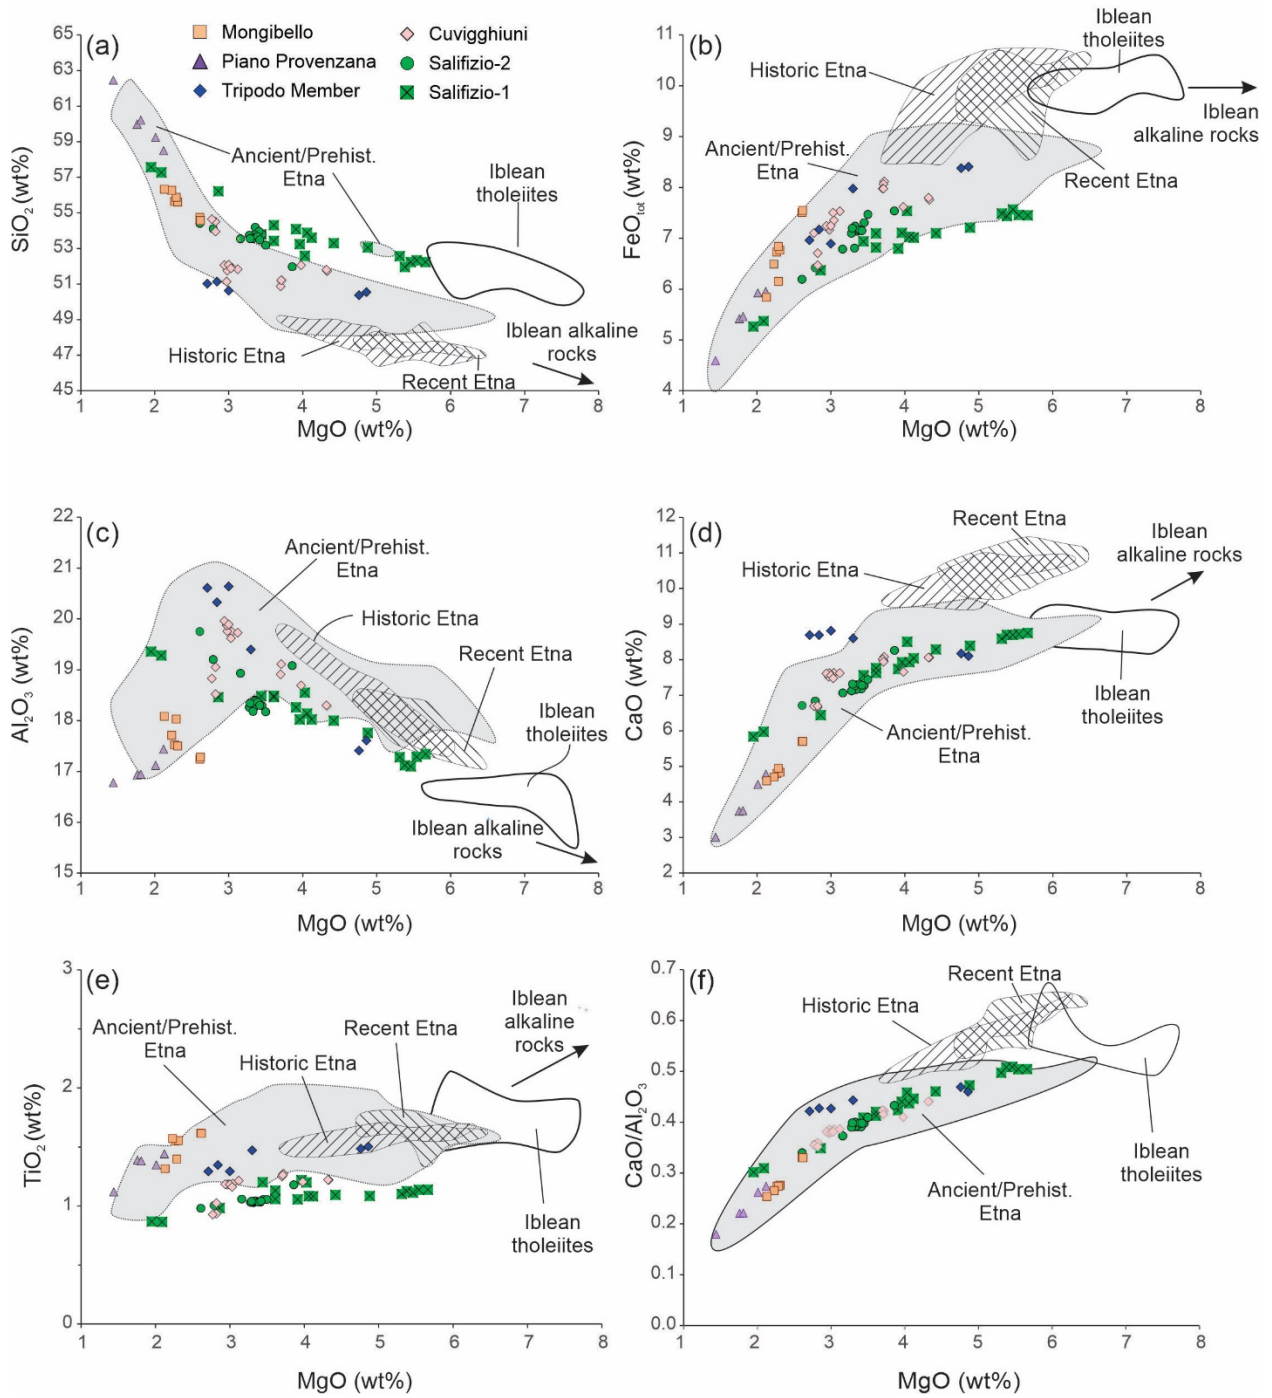 (a)
Mongibello
Piano Provenzana
Tripodo Member
Cuvigghiuni
Salifizio-2
Salifizio-1
65
63
61
59
57
55
53
51
49
47
45
SiO₂ (wt%)
Ancient/Prehist.
Etna
Iblean
tholeiites
Historic Etna
Recent Etna
Iblean alkaline
rocks
1 2 3 4 5 6 7 8
MgO (wt%)
(b)
11
10
9
8
7
6
5
4
FeOtot (wt%)
Iblean
tholeiites
Historic Etna
Iblean
alkaline rocks
Ancient/Prehist.
Etna
Recent Etna
1 2 3 4 5 6 7 8
MgO (wt%)
(c)
22
21
20
19
18
17
16
15
Al₂O₃ (wt%)
Ancient/Prehist.
Etna
Historic Etna
Recent Etna
Iblean
tholeiites
Iblean alkaline
rocks
1 2 3 4 5 6 7 8
MgO (wt%)
(d)
12
11
10
9
8
7
6
5
4
3
2
CaO (wt%)
Recent Etna
Iblean
alkaline rocks
Historic Etna
Iblean
tholeiites
Ancient/Prehist.
Etna
1 2 3 4 5 6 7 8
MgO (wt%)
(e)
3
2
1
0
TiO₂ (wt%)
Iblean
alkaline
rocks
Ancient/Prehist.
Etna
Recent Etna
Historic Etna
Iblean
tholeiites
1 2 3 4 5 6 7 8
MgO (wt%)
(f)
0.7
0.6
0.5
0.4
0.3
0.2
0.1
0.0
CaO/Al₂O₃
Recent Etna
Historic Etna
Iblean
tholeiites
Ancient/Prehist.
Etna
1 2 3 4 5 6 7 8
MgO (wt%)